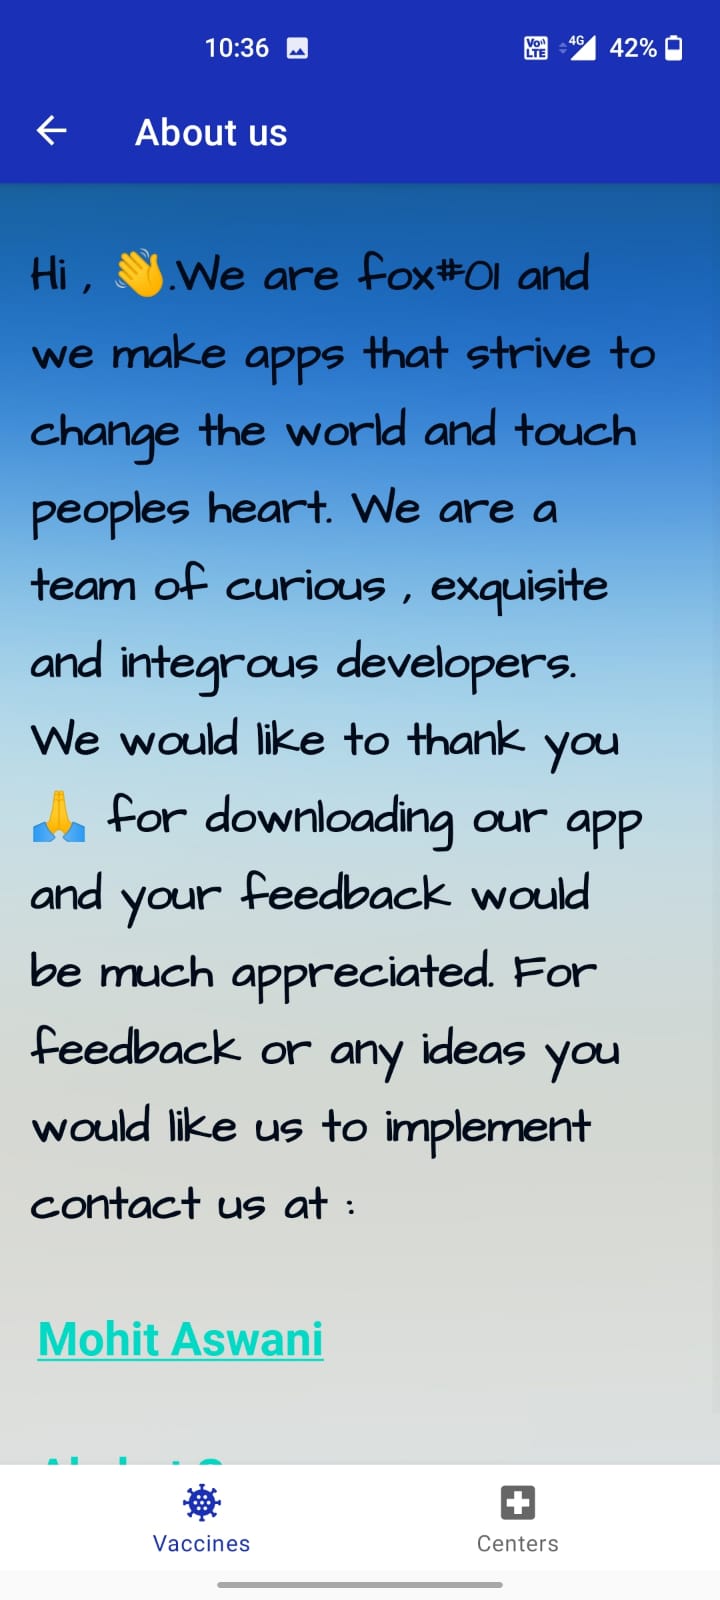 10:36
4G 42%
VoLTE
About us
Hi , 👋.We are fox#01 and
we make apps that strive to
change the world and touch
peoples heart. We are a
team of curious , exquisite
and integrous developers.
We would like to thank you
🙏 for downloading our app
and your feedback would
be much appreciated. For
feedback or any ideas you
would like us to implement
contact us at :
Mohit Aswani
Vaccines
Centers